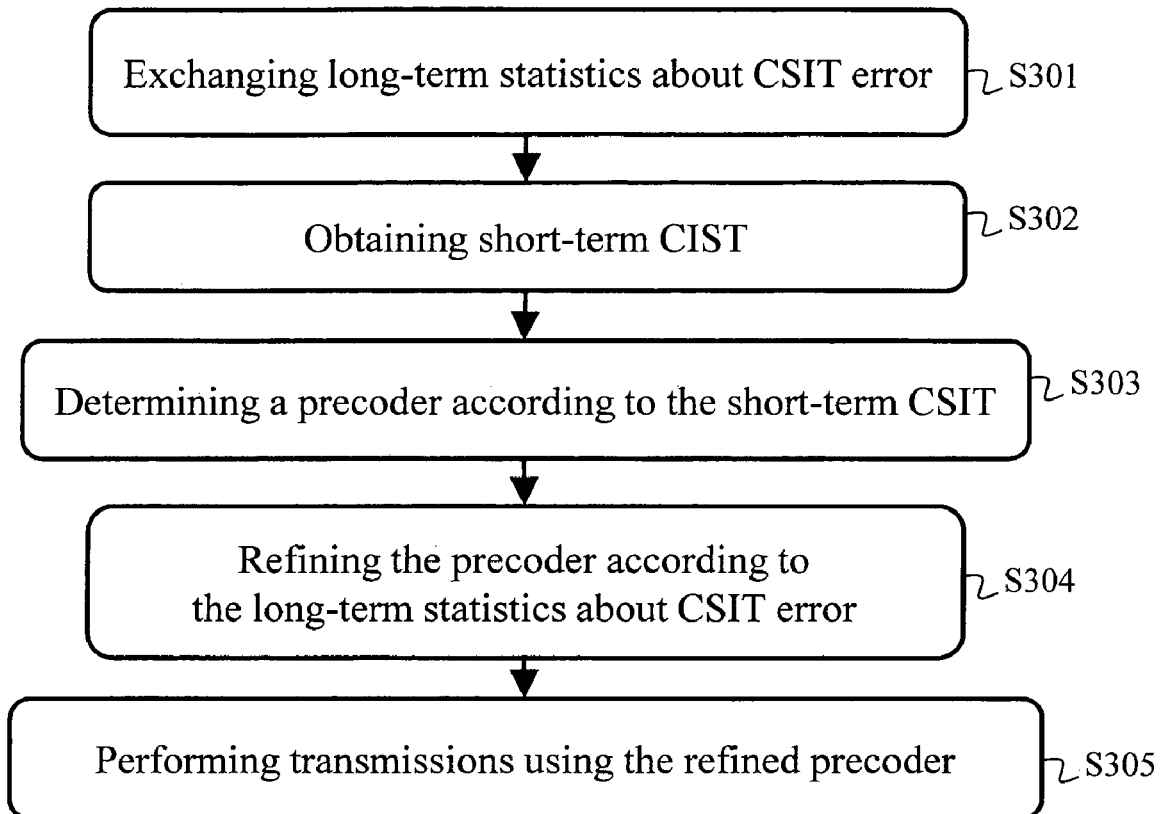 Exchanging long-term statistics about CSIT error
S301
Obtaining short-term CIST
S302
Determining a precoder according to the short-term CSIT
S303
Refining the precoder according to
the long-term statistics about CSIT error
S304
Performing transmissions using the refined precoder
S305